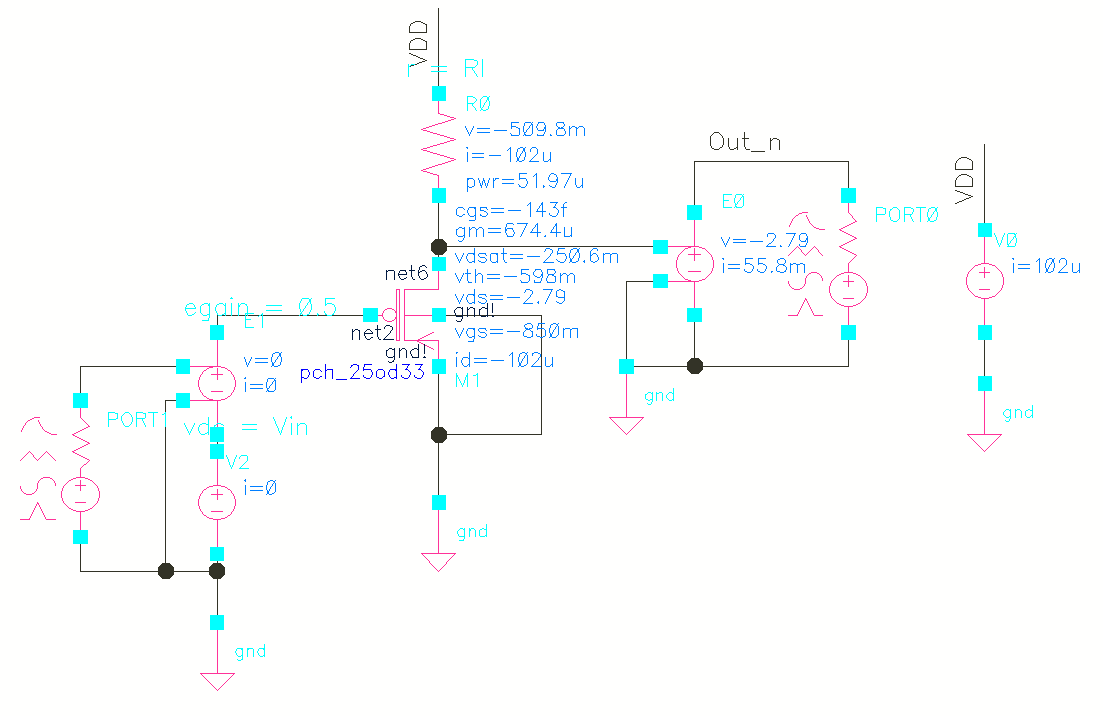 VDD
r = Rl
R0
v=-509.8m
i=-102u
pwr=51.97u
cgs=-143f
gm=674.4u
vdsat=-250.6m
vth=-598m
vds=-2.79
gnd!
vgs=-850m
id=-102u
M1
net6
net2
gnd!
pch_25od33
gnd
egain = 0.5
E1
v=0
i=0
PORT1
vdc = Vin
V2
i=0
gnd
Out_n
E0
v=-2.79
i=55.8m
PORT0
gnd
VDD
V0
i=102u
gnd